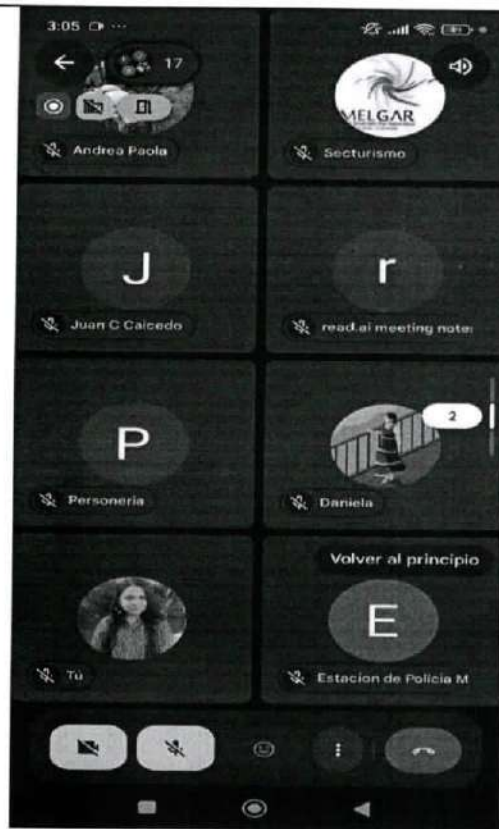 3:05
17
MELGAR
Andrea Paola
Secturismo
J
r
Juan C Caicedo
read.ai meeting notes
P
2
Personeria
Daniela
Volver al principio
E
Tú
Estacion de Policia M